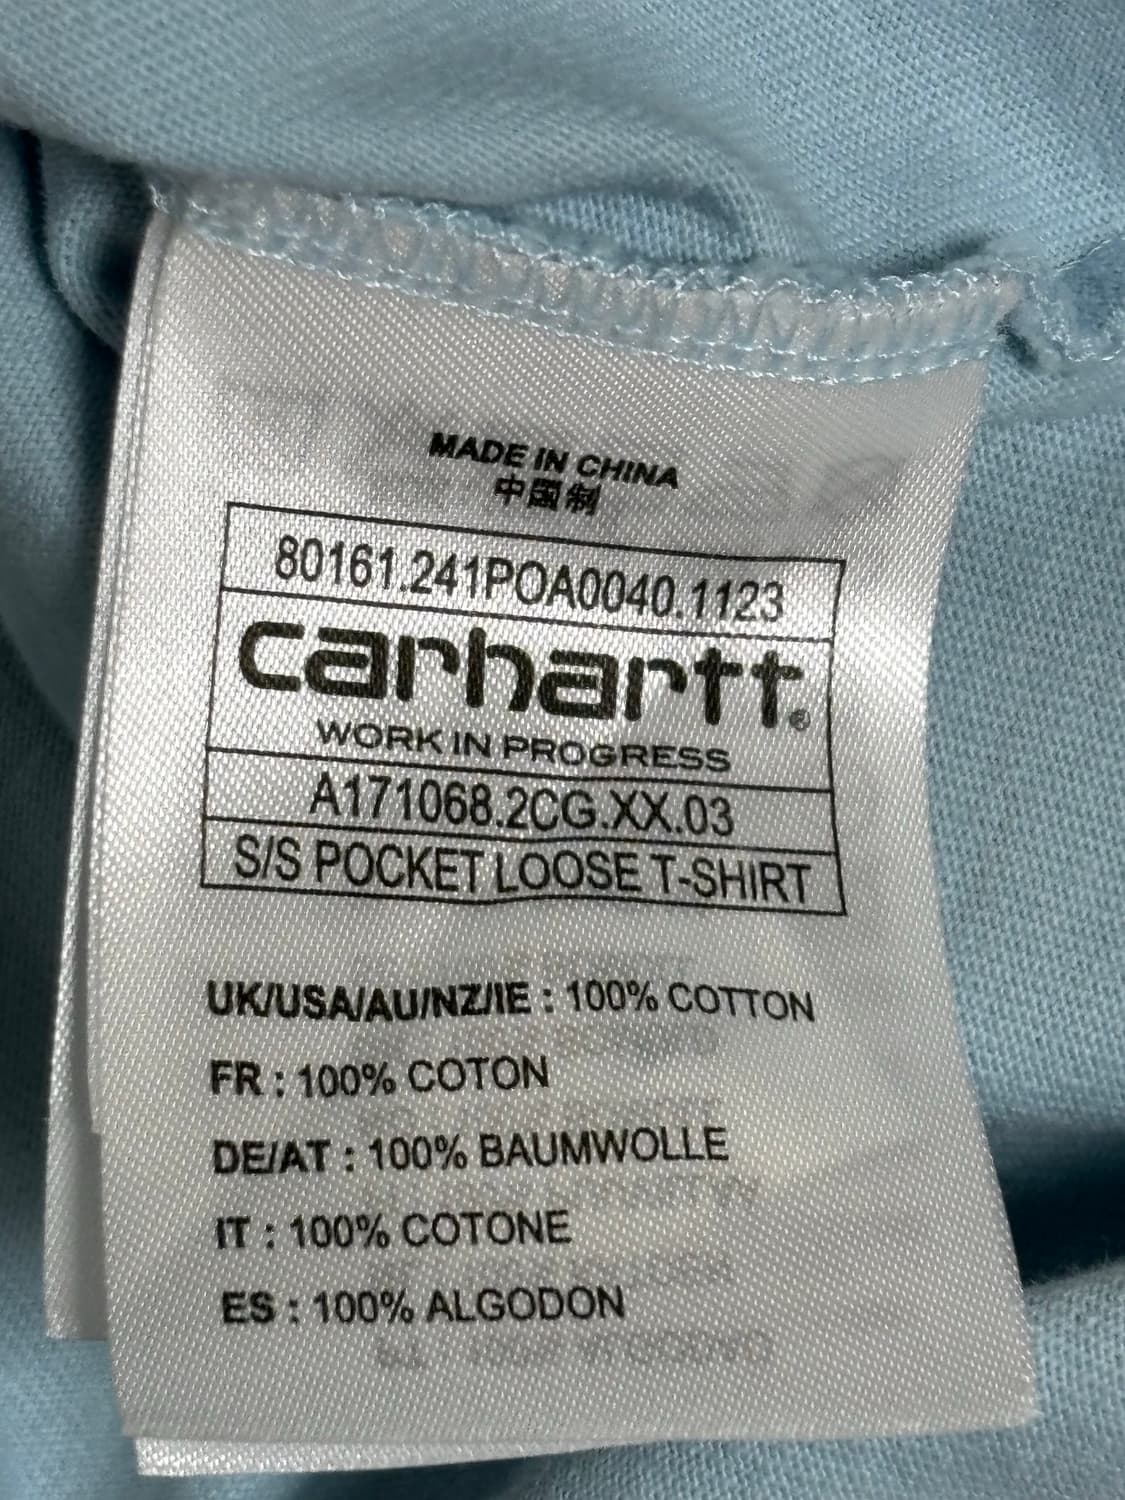 MADE IN CHINA
中国制
80161.241POA0040.1123
carhartt®
WORK IN PROGRESS
A171068.2CG.XX.03
S/S POCKET LOOSE T-SHIRT
UK/USA/AU/NZ/IE : 100% COTTON
FR : 100% COTON
DE/AT : 100% BAUMWOLLE
IT : 100% COTONE
ES : 100% ALGODON